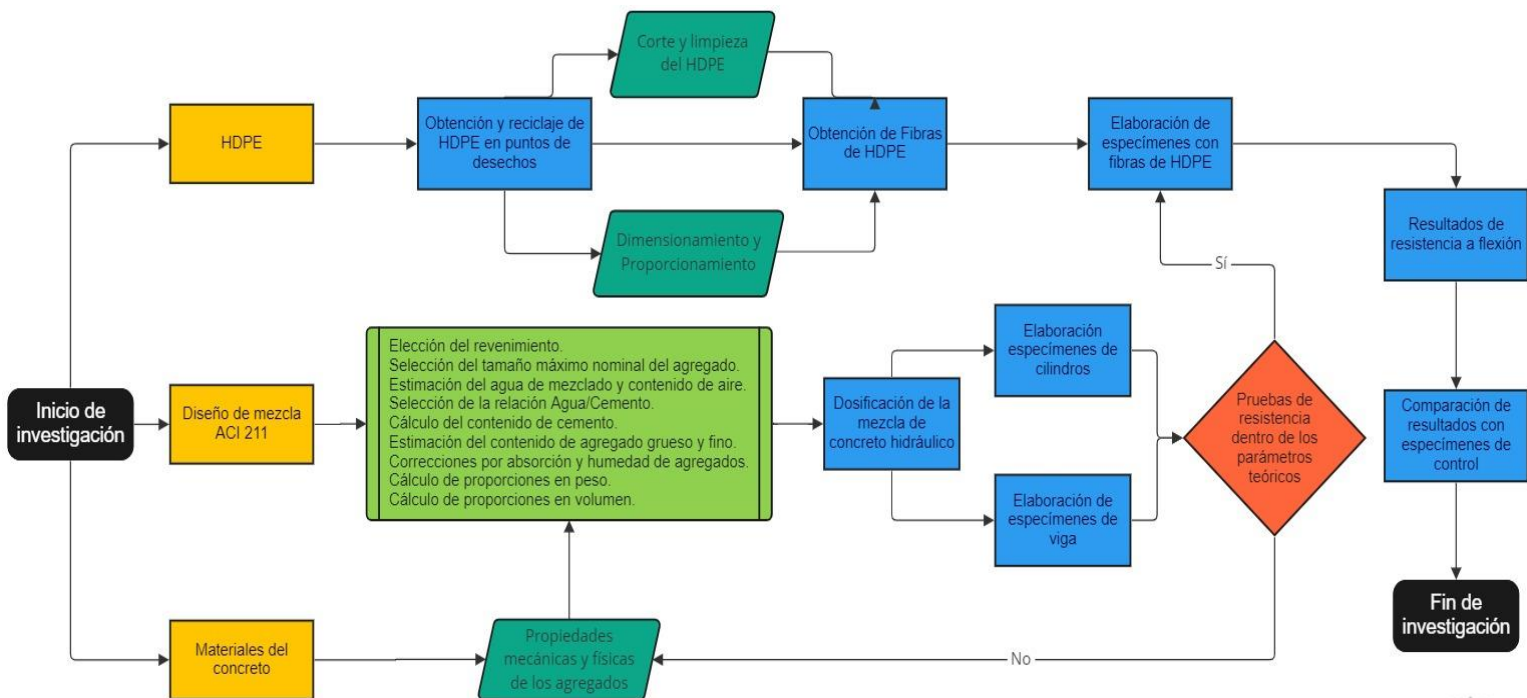 Corte y limpieza
del HDPE
HDPE
Obtención y reciclaje de
HDPE en puntos de
desechos
Obtención de Fibras
de HDPE
Elaboración de
especímenes con
fibras de HDPE
Dimensionamiento y
Proporcionamiento
Resultados de
resistencia a flexión
Sí
Inicio de
investigación
Diseño de mezcla
ACI 211
Elección del revenimiento.
Selección del tamaño máximo nominal del agregado.
Estimación del agua de mezclado y contenido de aire.
Selección de la relación Agua/Cemento.
Cálculo del contenido de cemento.
Estimación del contenido de agregado grueso y fino.
Correcciones por absorción y humedad de agregados.
Cálculo de proporciones en peso.
Cálculo de proporciones en volumen.
Dosificación de la
mezcla de
concreto hidráulico
Elaboración
especímenes de
cilindros
Elaboración de
especímenes de
viga
Pruebas de
resistencia
dentro de los
parámetros
teóricos
Comparación de
resultados con
especímenes de
control
Materiales del
concreto
Propiedades
mecánicas y físicas
de los agregados
No
Fin de
investigación